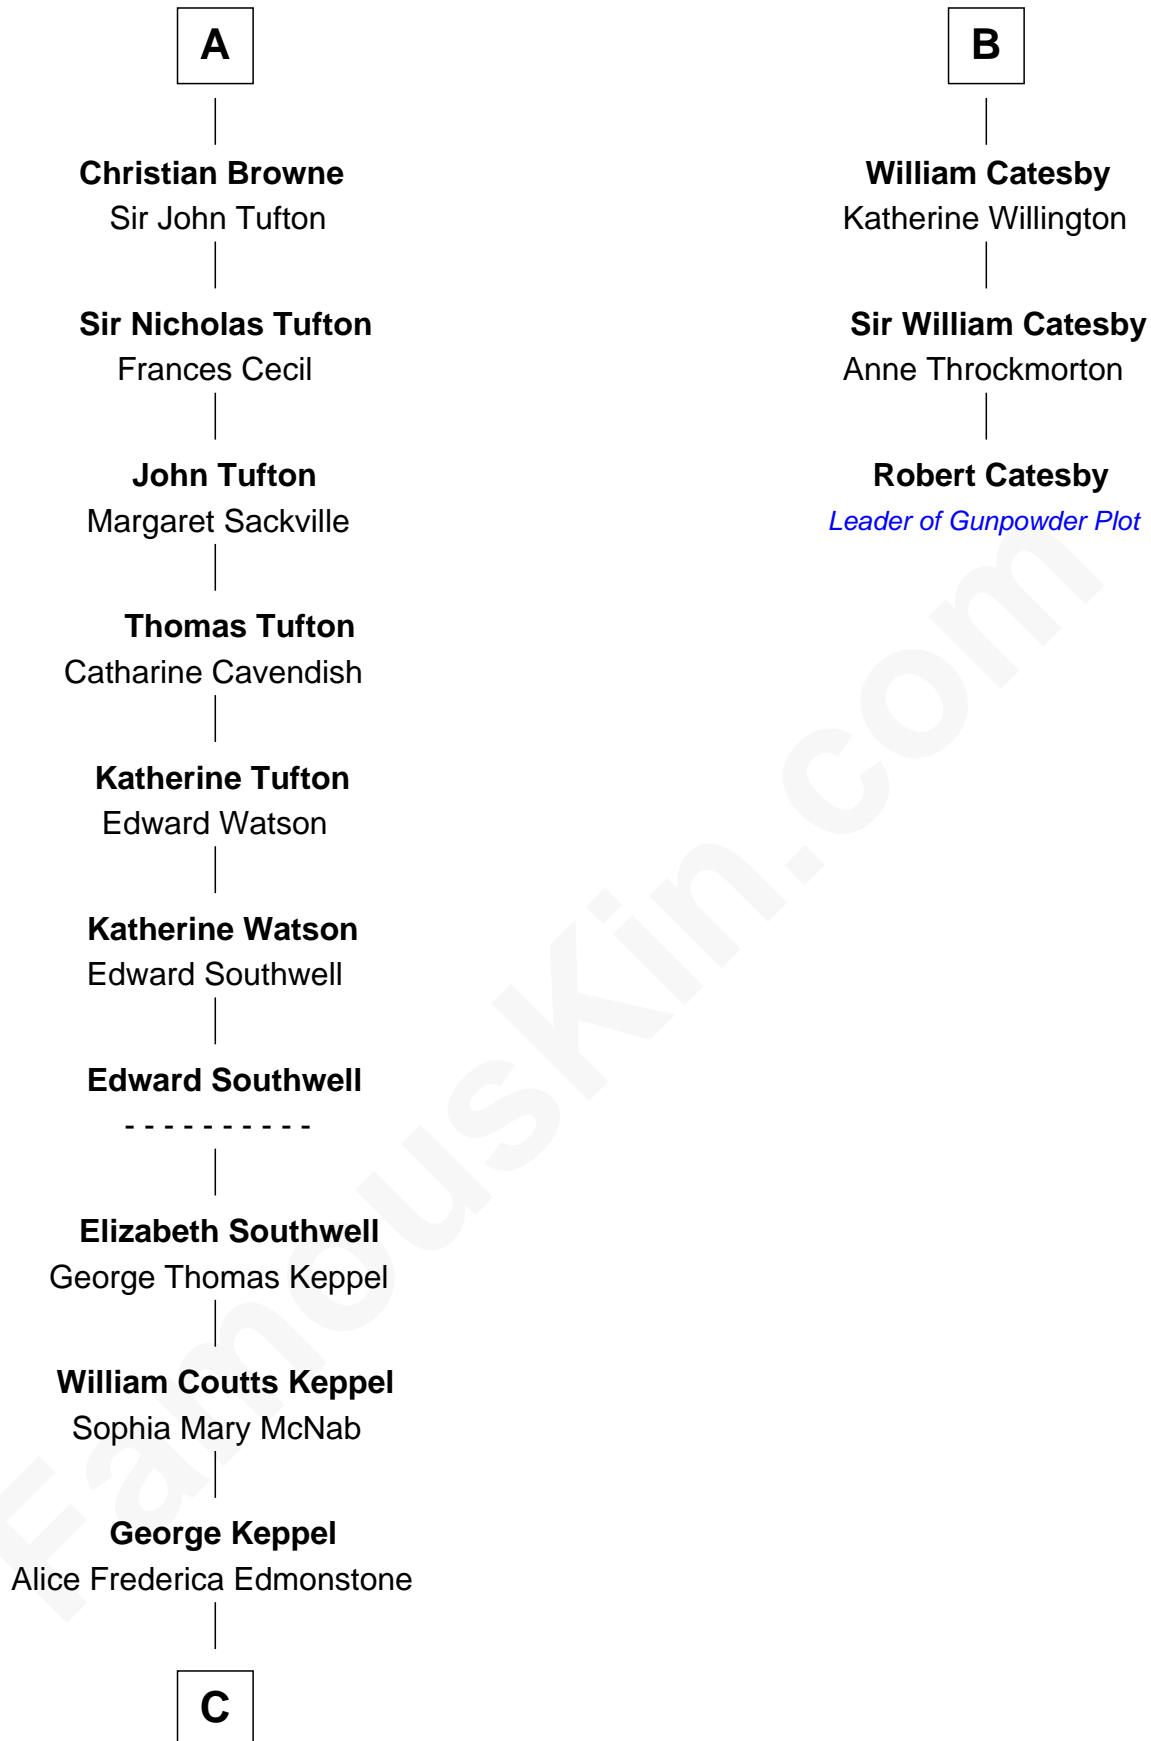 A
Christian Browne
Sir John Tufton
Sir Nicholas Tufton
Frances Cecil
John Tufton
Margaret Sackville
Thomas Tufton
Catharine Cavendish
Katherine Tufton
Edward Watson
Katherine Watson
Edward Southwell
Edward Southwell
- - - - - - - - - -
Elizabeth Southwell
George Thomas Keppel
William Coutts Keppel
Sophia Mary McNab
George Keppel
Alice Frederica Edmonstone
C
B
William Catesby
Katherine Willington
Sir William Catesby
Anne Throckmorton
Robert Catesby
Leader of Gunpowder Plot
FamousKin.com